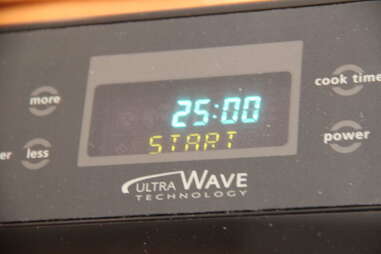 25:00
START
more
less
cook time
power
ULTRA WAVE
TECHNOLOGY